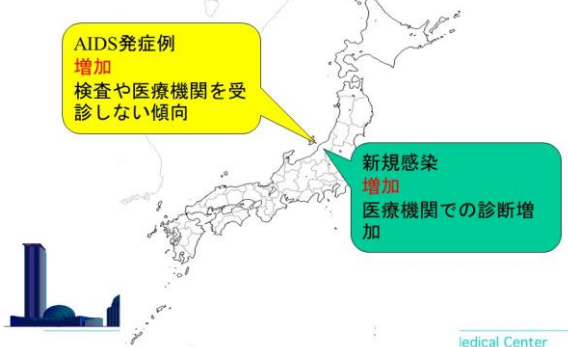 AIDS発症例
増加
検査や医療機関を受
診しない傾向
新規感染
増加
医療機関での診断増
加
edical Center